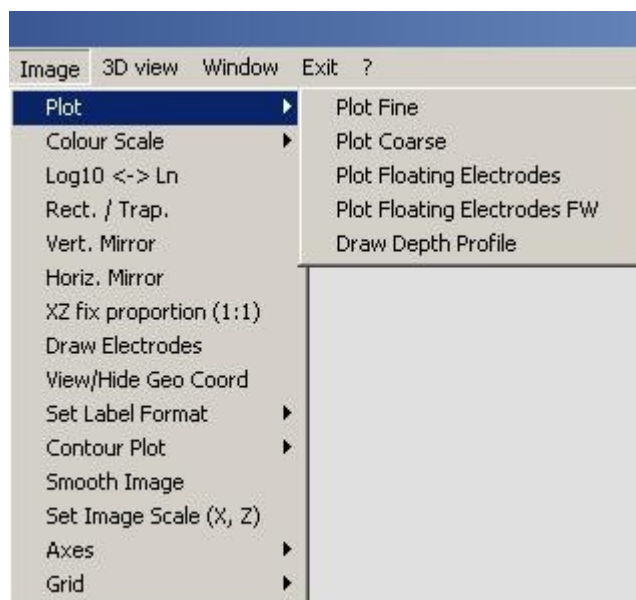 Image 3D view Window Exit ?
Plot
Colour Scale
Log10 <-> Ln
Rect. / Trap.
Vert. Mirror
Horiz. Mirror
XZ fix proportion (1:1)
Draw Electrodes
View/Hide Geo Coord
Set Label Format
Contour Plot
Smooth Image
Set Image Scale (X, Z)
Axes
Grid
Plot Fine
Plot Coarse
Plot Floating Electrodes
Plot Floating Electrodes FW
Draw Depth Profile